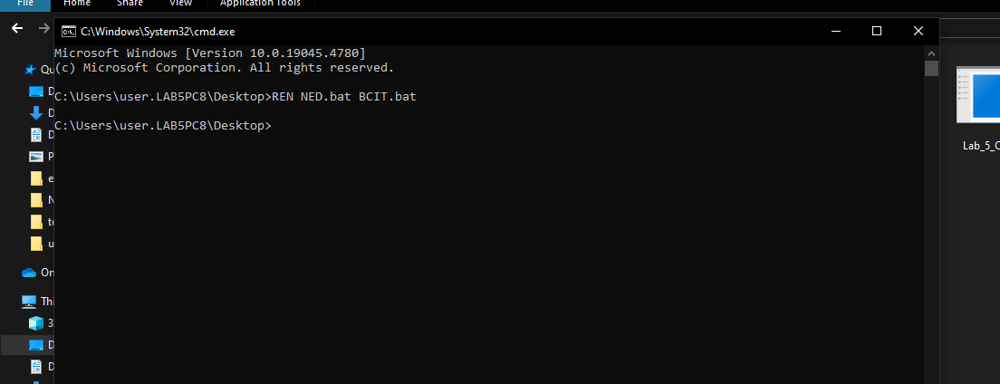 File Home Share View Application Tools
C:\Windows\System32\cmd.exe
Microsoft Windows [Version 10.0.19045.4780]
(c) Microsoft Corporation. All rights reserved.
C:\Users\user.LAB5PC8\Desktop>REN NED.bat BCIT.bat
C:\Users\user.LAB5PC8\Desktop>
Qu
D
D
D
P
e
N
te
u
On
Thi
3
D
D
Lab_5_C